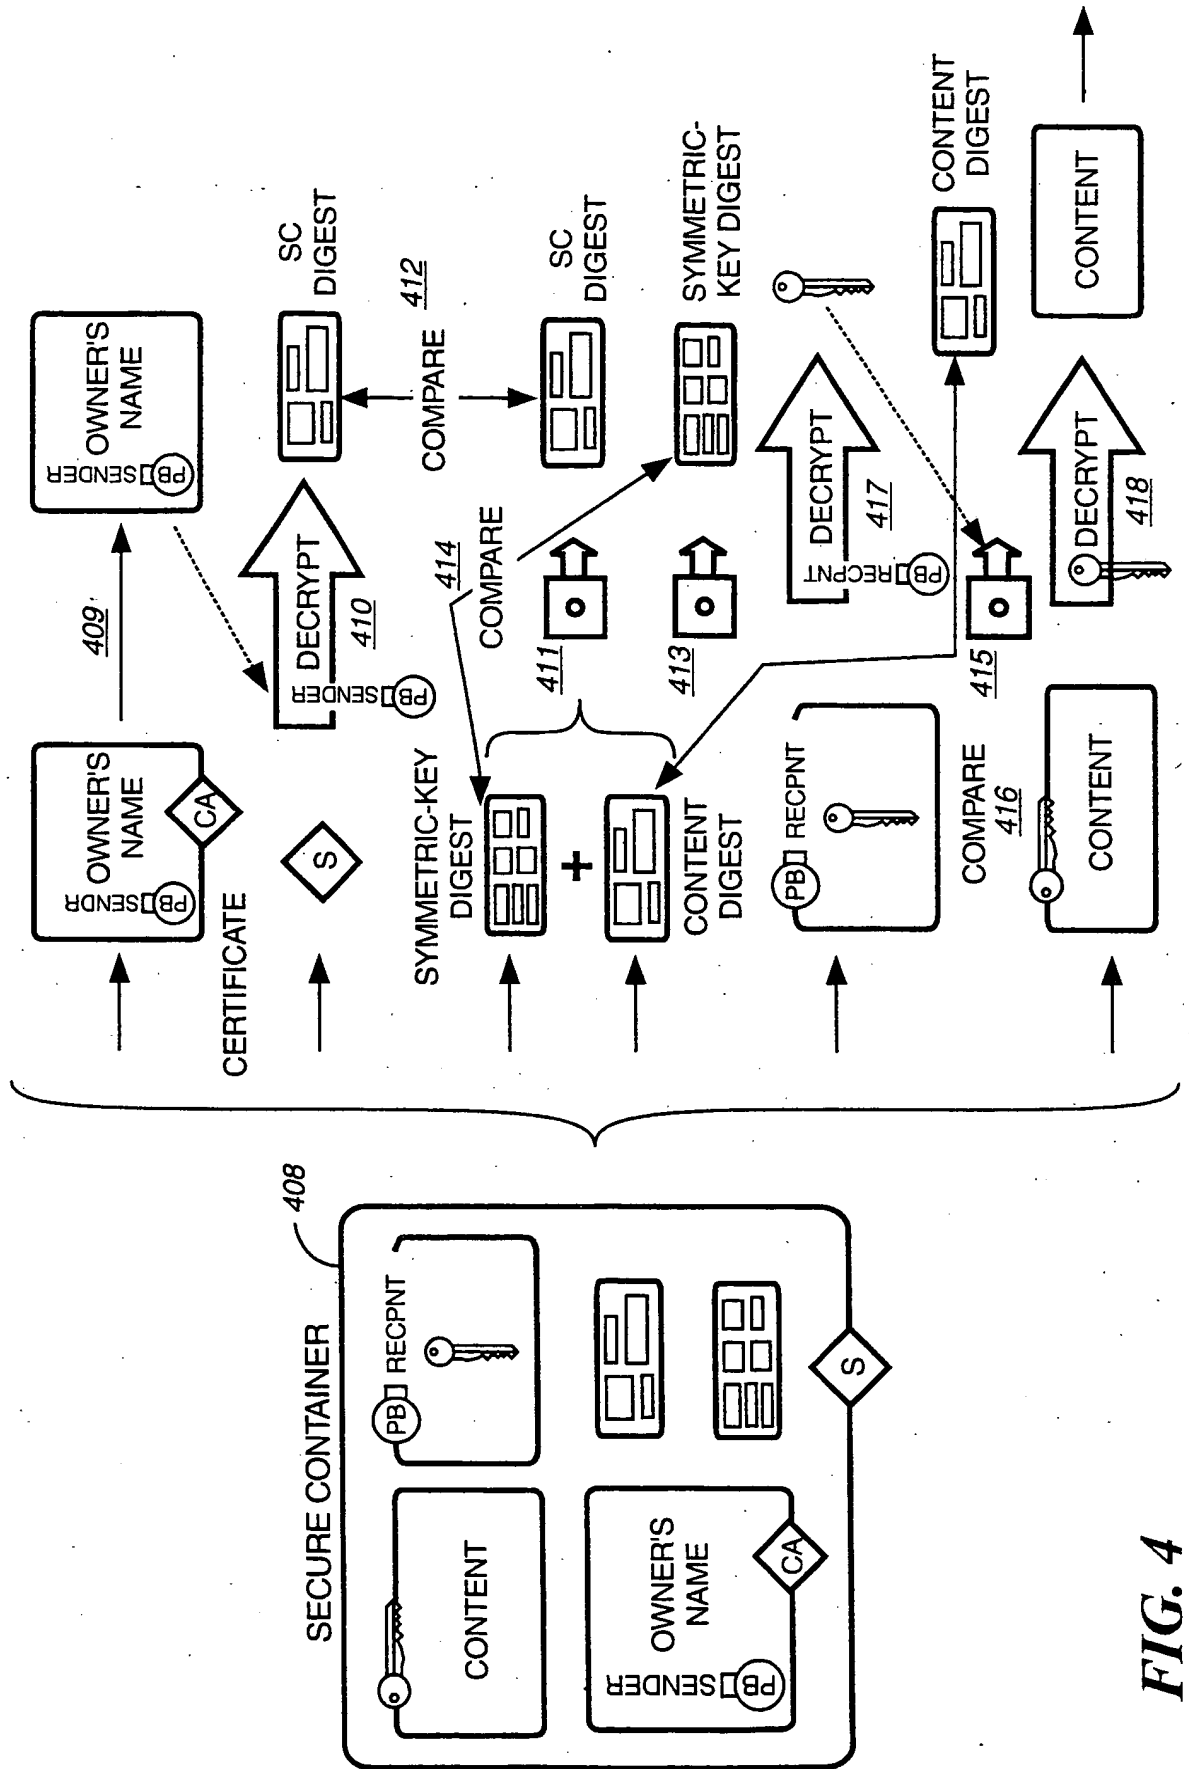 SECURE CONTAINER
408
CONTENT
PB RECPNT
OWNER'S
NAME
PB SENDER
CA
S
OWNER'S
NAME
PB SENDR
CA
CERTIFICATE
409
OWNER'S
NAME
PB SENDER
S
PB SENDER
DECRYPT
410
SC
DIGEST
COMPARE
412
SYMMETRIC-KEY
DIGEST
+
CONTENT
DIGEST
414
COMPARE
411
SC
DIGEST
413
SYMMETRIC-
KEY DIGEST
PB RECPNT
PB RECPNT
DECRYPT
417
COMPARE
416
415
CONTENT
DIGEST
CONTENT
DECRYPT
418
CONTENT
FIG. 4